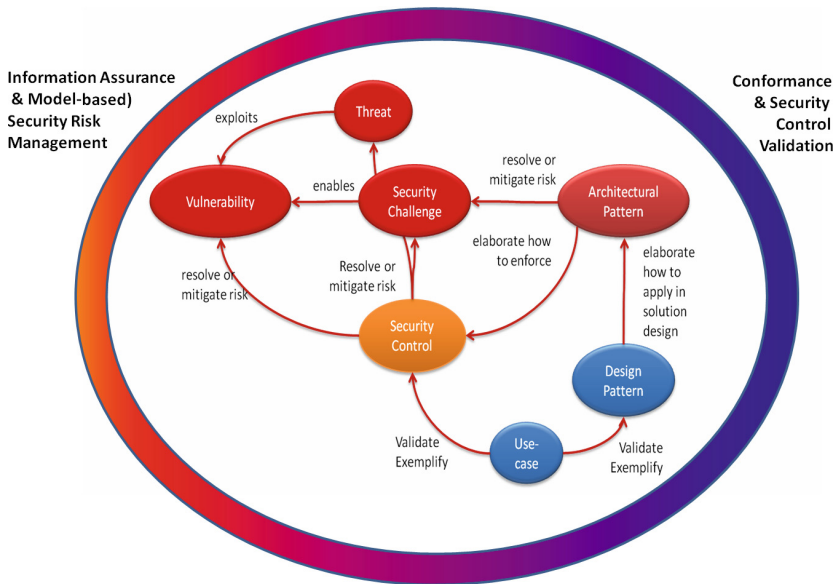 Information Assurance
& Model-based)
Security Risk
Management
Conformance
& Security
Control
Validation
Threat
exploits
Vulnerability
enables
Security
Challenge
resolve or
mitigate risk
Architectural
Pattern
elaborate how
to enforce
elaborate
how to
apply in
solution
design
resolve or
mitigate risk
Resolve or
mitigate risk
Security
Control
Design
Pattern
Validate
Exemplify
Use-
case
Validate
Exemplify